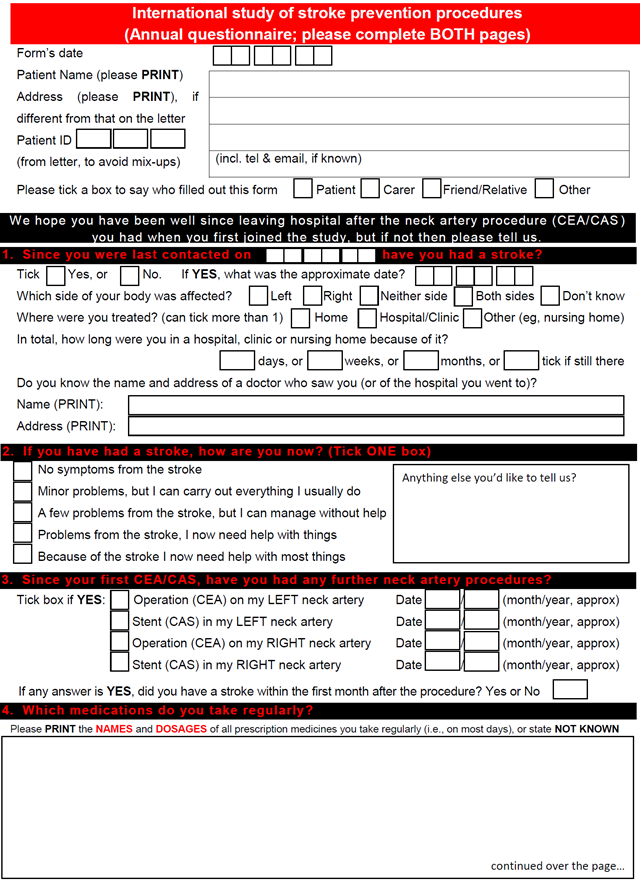 International study of stroke prevention procedures
(Annual questionnaire; please complete BOTH pages)
Form's date
Patient Name (please PRINT)
Address (please PRINT), if
different from that on the letter
Patient ID
(from letter, to avoid mix-ups)
(incl. tel & email, if known)
Please tick a box to say who filled out this form Patient Carer Friend/Relative Other
We hope you have been well since leaving hospital after the neck artery procedure (CEA/CAS)
you had when you first joined the study, but if not then please tell us.
1. Since you were last contacted on have you had a stroke?
Tick Yes, or No. If YES, what was the approximate date?
Which side of your body was affected? Left Right Neither side Both sides Don't know
Where were you treated? (can tick more than 1) Home Hospital/Clinic Other (eg, nursing home)
In total, how long were you in a hospital, clinic or nursing home because of it?
days, or weeks, or months, or tick if still there
Do you know the name and address of a doctor who saw you (or of the hospital you went to)?
Name (PRINT):
Address (PRINT):
2. If you have had a stroke, how are you now? (Tick ONE box)
No symptoms from the stroke
Minor problems, but I can carry out everything I usually do
A few problems from the stroke, but I can manage without help
Problems from the stroke, I now need help with things
Because of the stroke I now need help with most things
Anything else you'd like to tell us?
3. Since your first CEA/CAS, have you had any further neck artery procedures?
Tick box if YES: Operation (CEA) on my LEFT neck artery Date / (month/year, approx)
Stent (CAS) in my LEFT neck artery Date / (month/year, approx)
Operation (CEA) on my RIGHT neck artery Date / (month/year, approx)
Stent (CAS) in my RIGHT neck artery Date / (month/year, approx)
If any answer is YES, did you have a stroke within the first month after the procedure? Yes or No
4. Which medications do you take regularly?
Please PRINT the NAMES and DOSAGES of all prescription medicines you take regularly (i.e., on most days), or state NOT KNOWN
continued over the page...